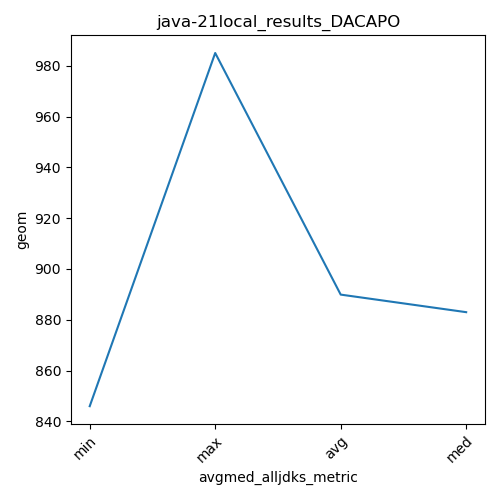 java-21local_results_DACAPO
geom
980
960
940
920
900
880
860
840
min
max
avg
med
avgmed_alljdks_metric